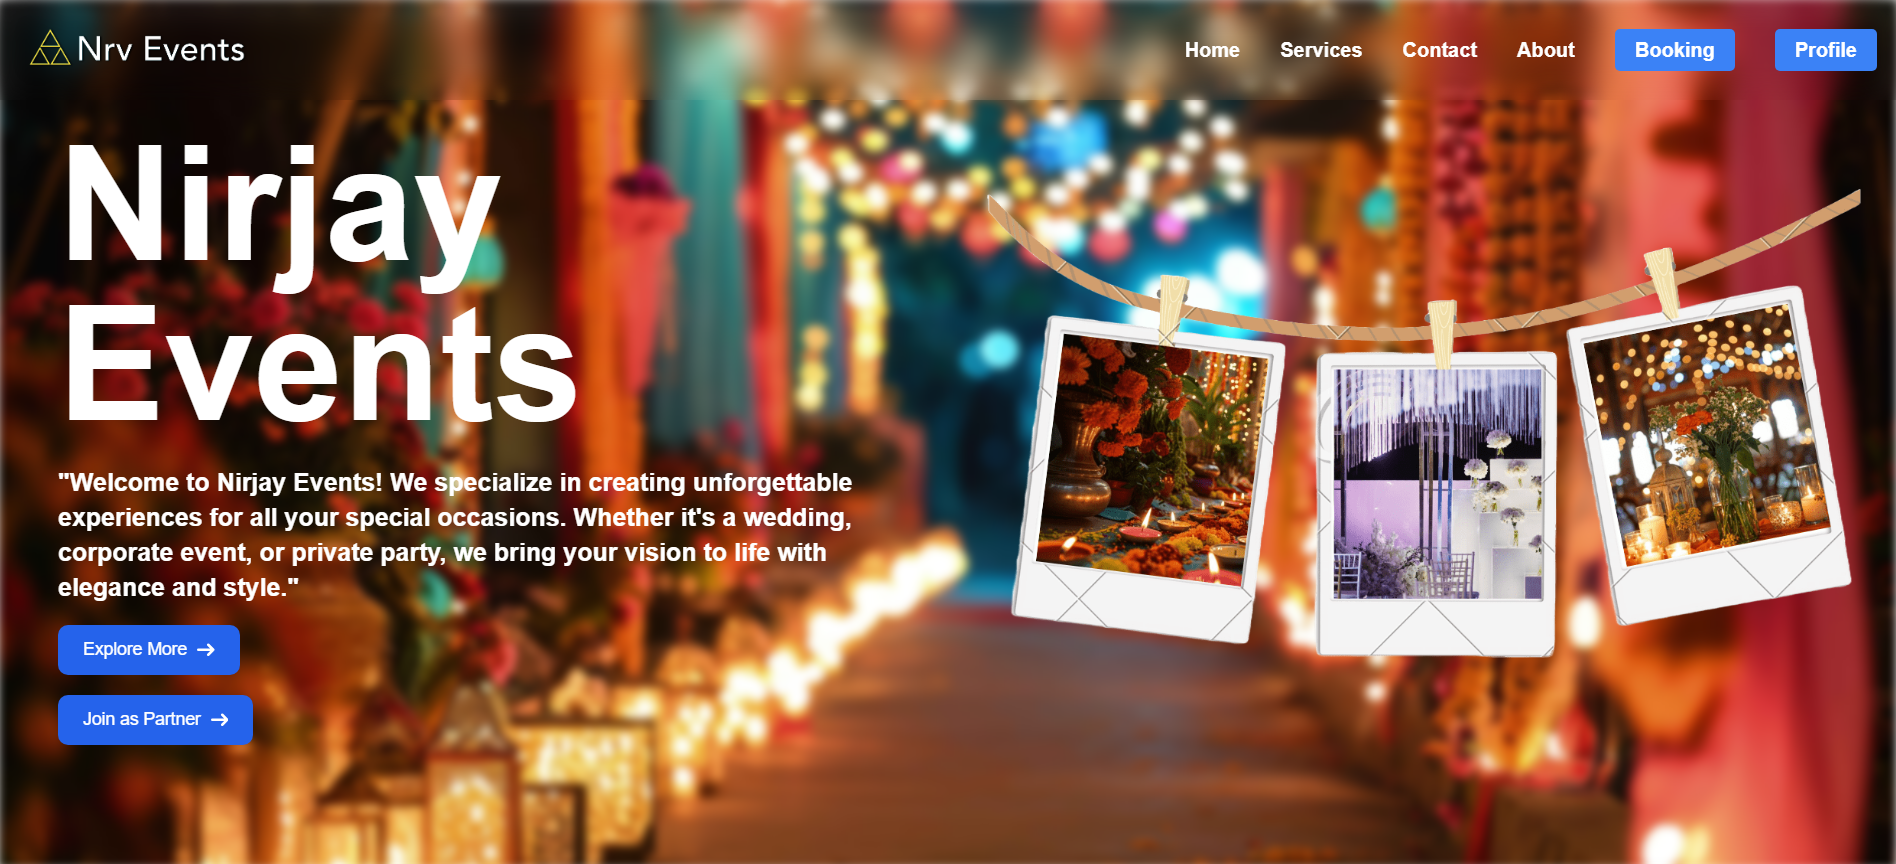 Nrv Events
Home Services Contact About Booking Profile
Nirjay
Events
"Welcome to Nirjay Events! We specialize in creating unforgettable
experiences for all your special occasions. Whether it's a wedding,
corporate event, or private party, we bring your vision to life with
elegance and style."
Explore More →
Join as Partner →